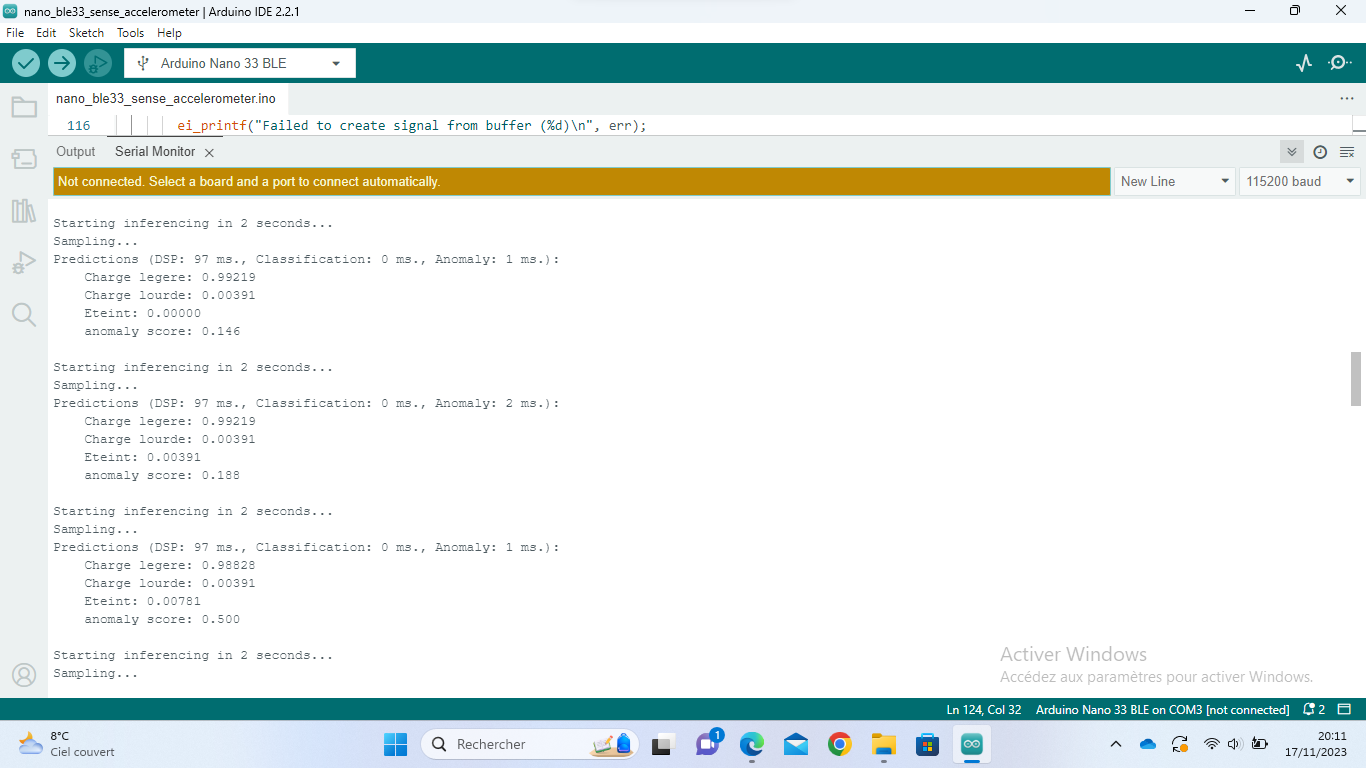 nano_ble33_sense_accelerometer | Arduino IDE 2.2.1
File Edit Sketch Tools Help
Arduino Nano 33 BLE
nano_ble33_sense_accelerometer.ino
116 ei_printf("Failed to create signal from buffer (%d)\n", err);
Output Serial Monitor
Not connected. Select a board and a port to connect automatically.
New Line 115200 baud
Starting inferencing in 2 seconds...
Sampling...
Predictions (DSP: 97 ms., Classification: 0 ms., Anomaly: 1 ms.):
Charge legere: 0.99219
Charge lourde: 0.00391
Eteint: 0.00000
anomaly score: 0.146
Starting inferencing in 2 seconds...
Sampling...
Predictions (DSP: 97 ms., Classification: 0 ms., Anomaly: 2 ms.):
Charge legere: 0.99219
Charge lourde: 0.00391
Eteint: 0.00391
anomaly score: 0.188
Starting inferencing in 2 seconds...
Sampling...
Predictions (DSP: 97 ms., Classification: 0 ms., Anomaly: 1 ms.):
Charge legere: 0.98828
Charge lourde: 0.00391
Eteint: 0.00781
anomaly score: 0.500
Starting inferencing in 2 seconds...
Sampling...
Activer Windows
Accédez aux paramètres pour activer Windows.
Ln 124, Col 32 Arduino Nano 33 BLE on COM3 [not connected] 2
8°C
Ciel couvert
Rechercher
1
20:11
17/11/2023